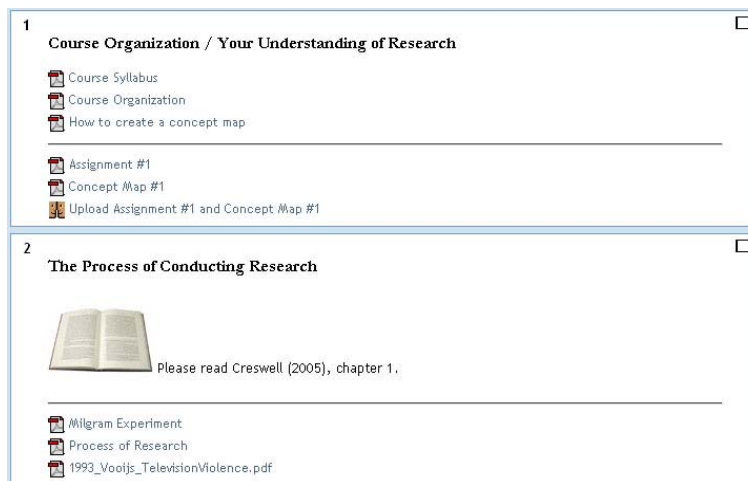 1
Course Organization / Your Understanding of Research
Course Syllabus
Course Organization
How to create a concept map
Assignment #1
Concept Map #1
Upload Assignment #1 and Concept Map #1
2
The Process of Conducting Research
Please read Creswell (2005), chapter 1.
Milgram Experiment
Process of Research
1993_Vooijs_TelevisionViolence.pdf